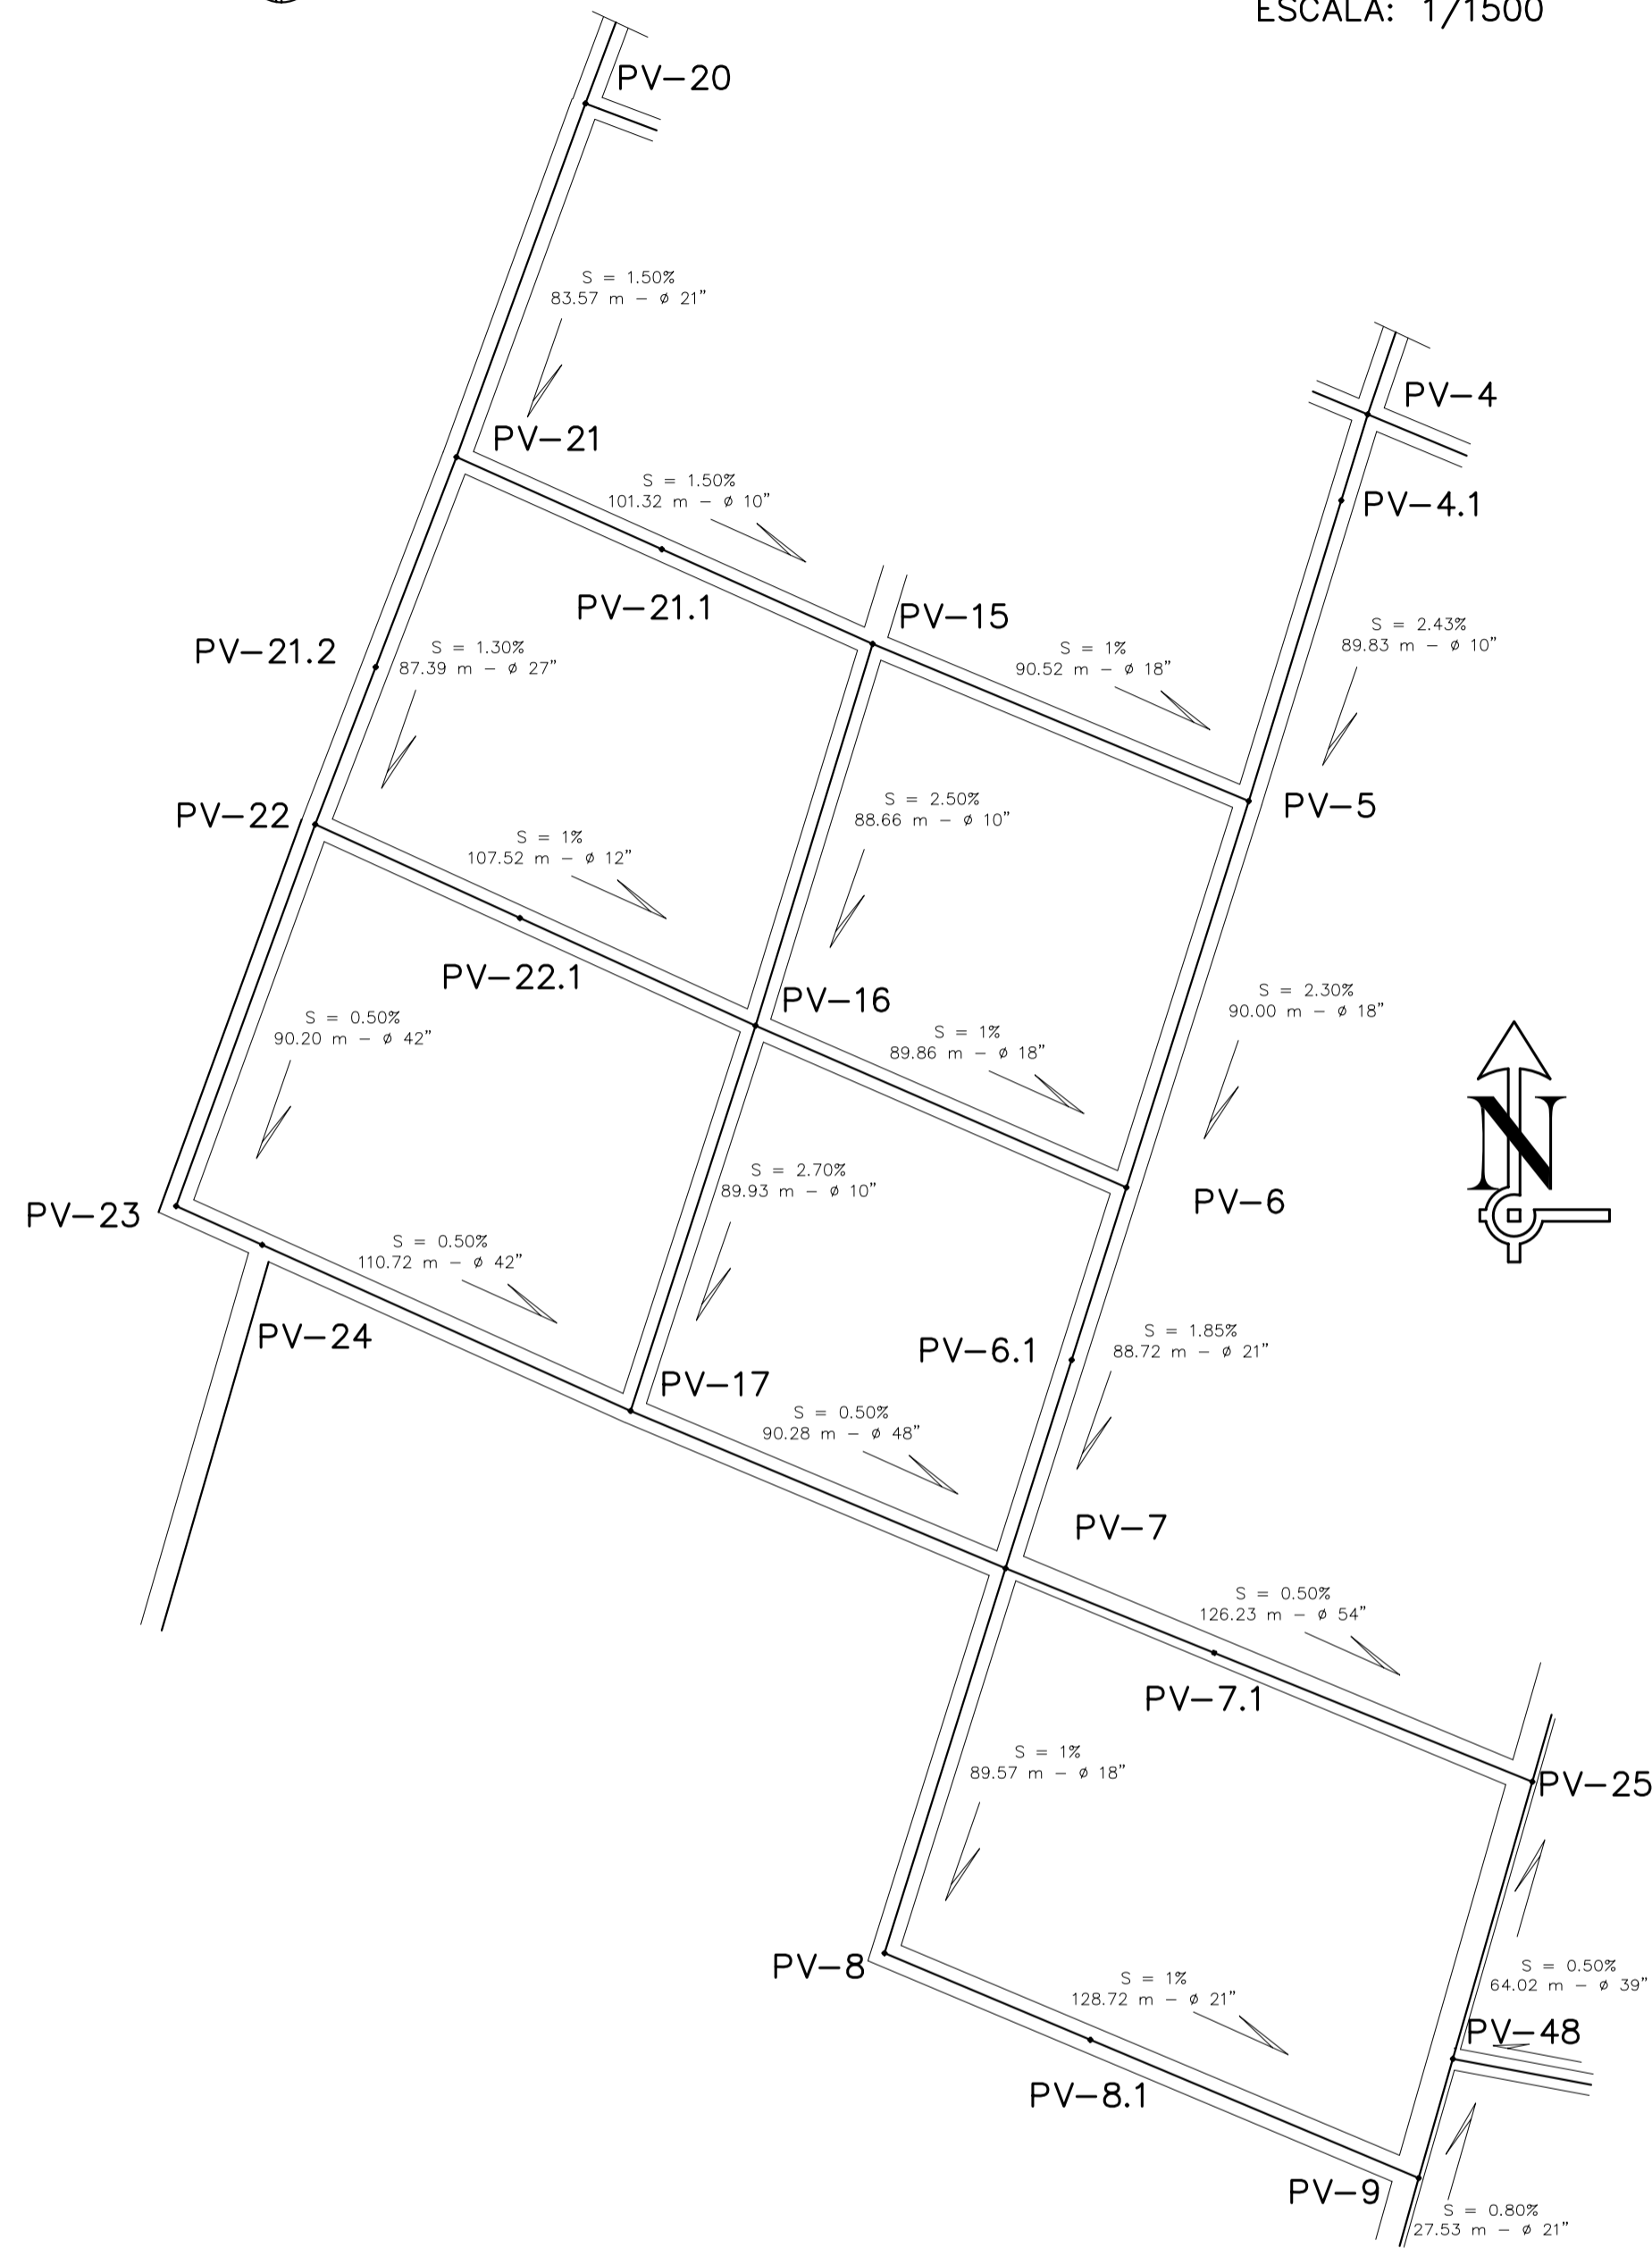 ESCALA: 1/1500
PV-20
S = 1.50%
83.57 m - ø 21"
PV-4
PV-21
S = 1.50%
101.32 m - ø 10"
PV-4.1
PV-21.1
PV-15
S = 2.43%
89.83 m - ø 10"
PV-21.2
S = 1.30%
87.39 m - ø 27"
S = 1%
90.52 m - ø 18"
PV-22
S = 2.50%
88.66 m - ø 10"
PV-5
S = 1%
107.52 m - ø 12"
PV-22.1
PV-16
S = 2.30%
90.00 m - ø 18"
S = 0.50%
90.20 m - ø 42"
S = 1%
89.86 m - ø 18"
N
S = 2.70%
89.93 m - ø 10"
PV-6
PV-23
S = 0.50%
110.72 m - ø 42"
PV-24
PV-6.1
S = 1.85%
88.72 m - ø 21"
PV-17
S = 0.50%
90.28 m - ø 48"
PV-7
S = 0.50%
126.23 m - ø 54"
PV-7.1
S = 1%
89.57 m - ø 18"
PV-25
PV-8
S = 1%
128.72 m - ø 21"
S = 0.50%
64.02 m - ø 39"
PV-48
PV-8.1
PV-9
S = 0.80%
27.53 m - ø 21"